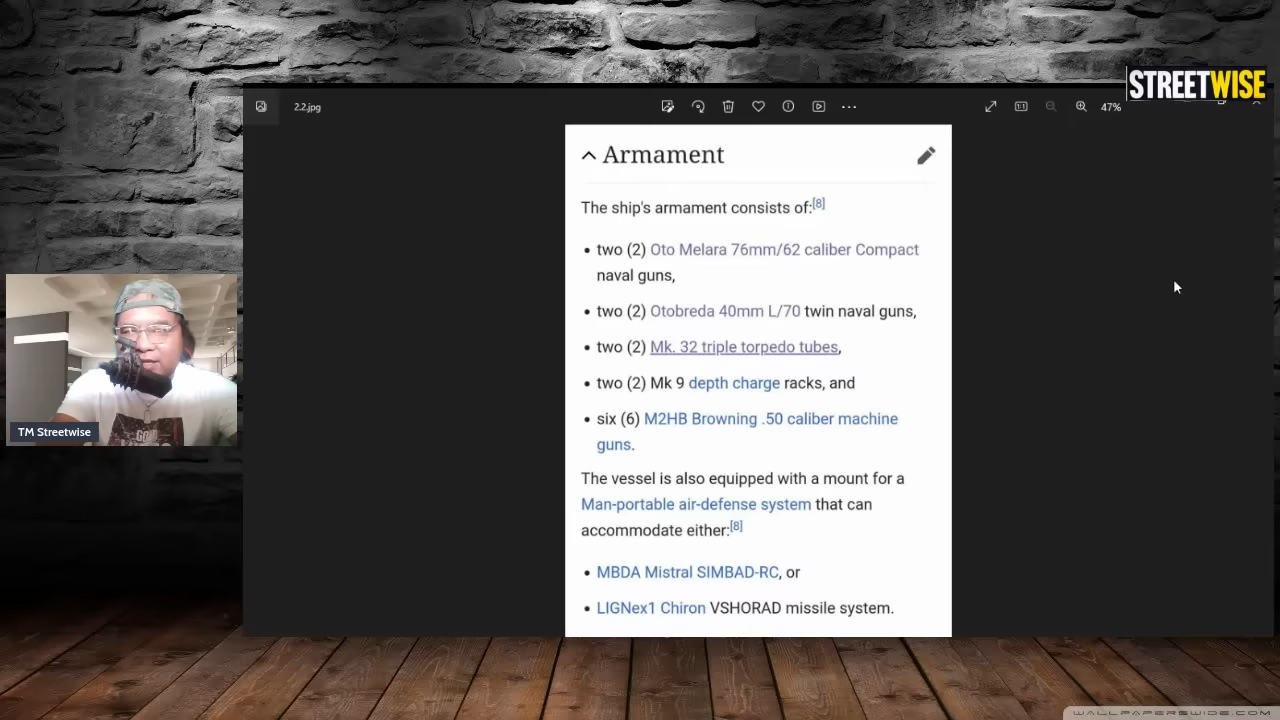 STREETWISE
2.2.jpg
47%
Armament
The ship's armament consists of:[8]
• two (2) Oto Melara 76mm/62 caliber Compact
naval guns,
• two (2) Otobreda 40mm L/70 twin naval guns,
• two (2) Mk. 32 triple torpedo tubes,
• two (2) Mk 9 depth charge racks, and
• six (6) M2HB Browning .50 caliber machine
guns.
The vessel is also equipped with a mount for a
Man-portable air-defense system that can
accommodate either:[8]
• MBDA Mistral SIMBAD-RC, or
• LIGNex1 Chiron VSHORAD missile system.
TM Streetwise
WALLPAPERSWIDE.COM